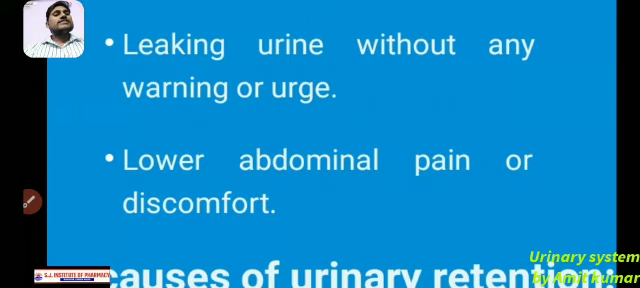 • Leaking urine without any
warning or urge.
• Lower abdominal pain or
discomfort.
causes of urinary retention:
S.J. INSTITUTE OF PHARMACY
Urinary system
by Amit kumar